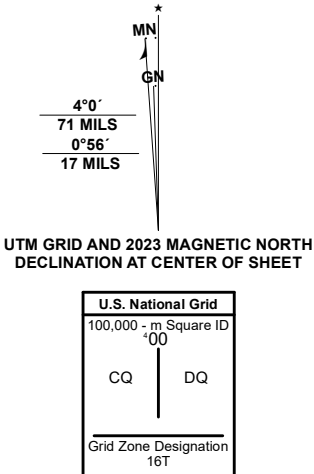 ★
MN
GN
4°0´
71 MILS
0°56´
17 MILS
UTM GRID AND 2023 MAGNETIC NORTH
DECLINATION AT CENTER OF SHEET
U.S. National Grid
100,000 - m Square ID
⁴00
CQ DQ
Grid Zone Designation
16T